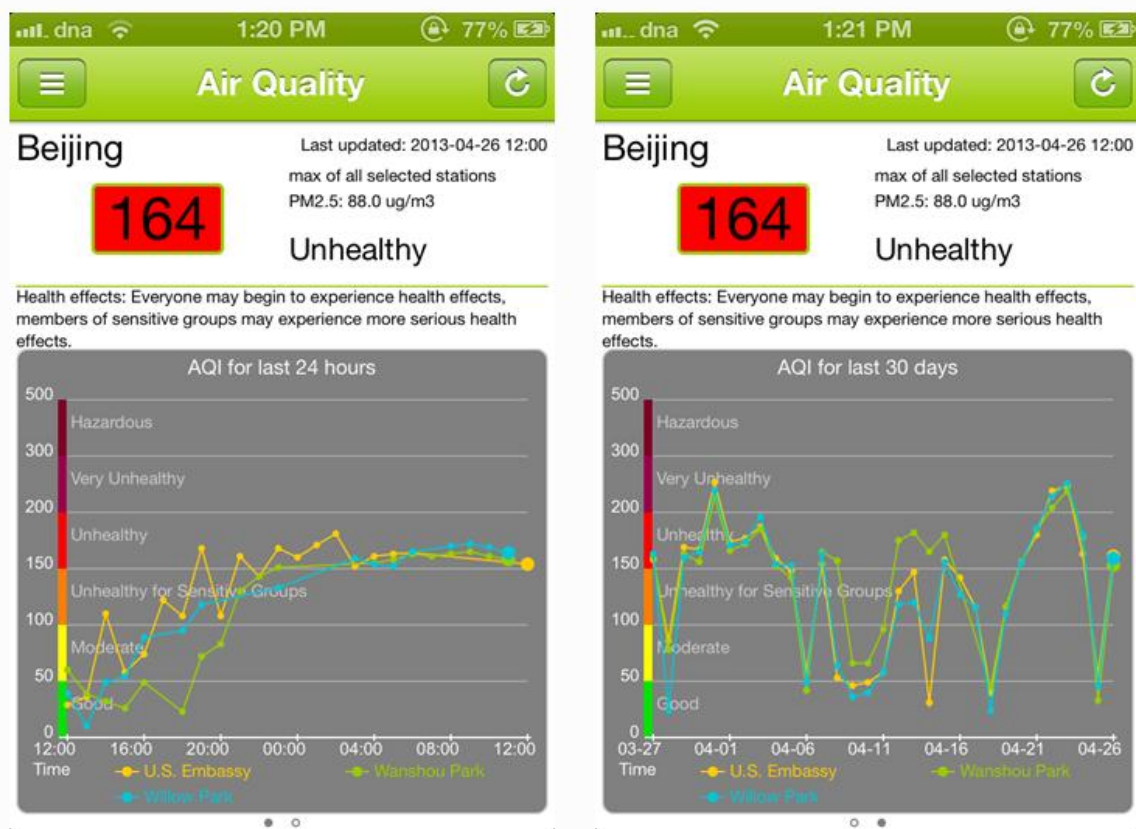 dna 1:20 PM 77%
Air Quality
Beijing
Last updated: 2013-04-26 12:00
max of all selected stations
164
PM2.5: 88.0 ug/m3
Unhealthy
Health effects: Everyone may begin to experience health effects,
members of sensitive groups may experience more serious health
effects.
AQI for last 24 hours
500
Hazardous
300
Very Unhealthy
200
Unhealthy
150
Unhealthy for Sensitive Groups
100
Moderate
50
Good
0
12:00 16:00 20:00 00:00 04:00 08:00 12:00
Time
U.S. Embassy Wanshou Park
Willow Park
dna 1:21 PM 77%
Air Quality
Beijing
Last updated: 2013-04-26 12:00
max of all selected stations
164
PM2.5: 88.0 ug/m3
Unhealthy
Health effects: Everyone may begin to experience health effects,
members of sensitive groups may experience more serious health
effects.
AQI for last 30 days
500
Hazardous
300
Very Unhealthy
200
Unhealthy
150
Unhealthy for Sensitive Groups
100
Moderate
50
Good
0
03-27 04-01 04-06 04-11 04-16 04-21 04-26
Time
U.S. Embassy Wanshou Park
Willow Park